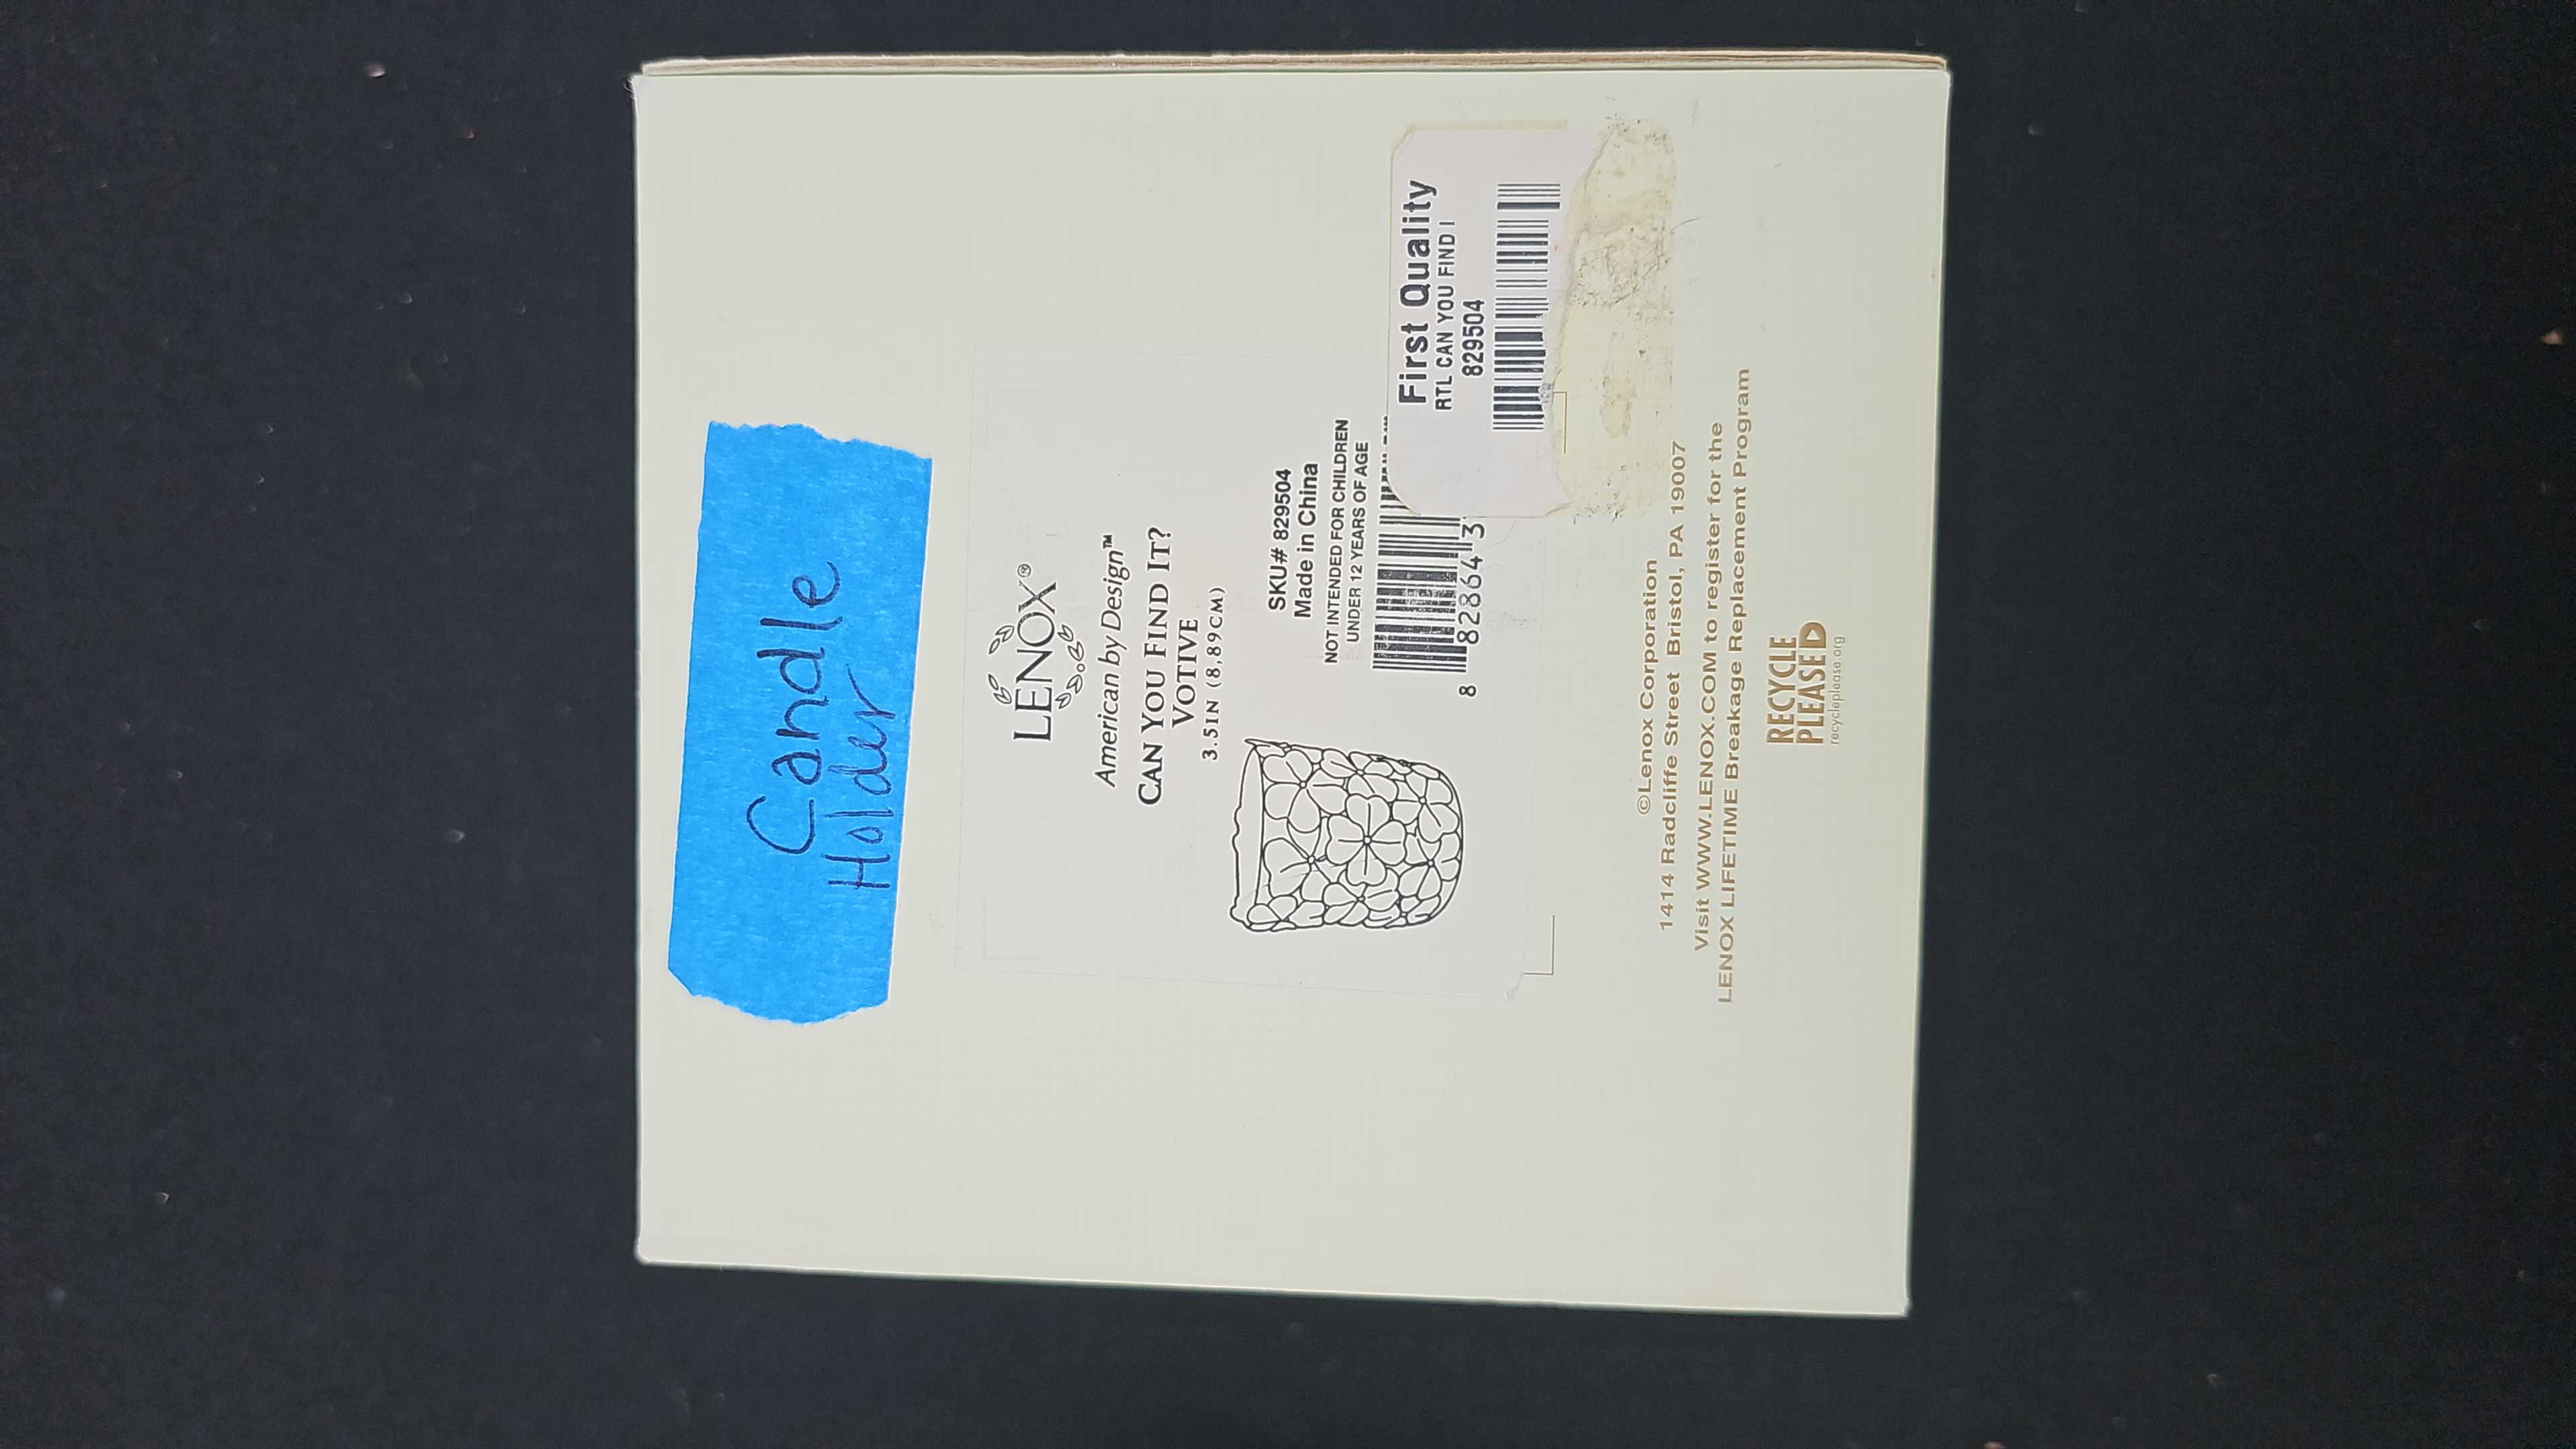 Candle
Holder
LENOX®
American by Design™
CAN YOU FIND IT?
VOTIVE
3.5IN (8.89CM)
SKU# 829504
Made in China
NOT INTENDED FOR CHILDREN
UNDER 12 YEARS OF AGE
8 82864 3
First Quality
RTL CAN YOU FIND I
829504
©Lenox Corporation
1414 Radcliffe Street Bristol, PA 19007
Visit WWW.LENOX.COM to register for the
LENOX LIFETIME Breakage Replacement Program
RECYCLE
PLEASE
recycleplease.org